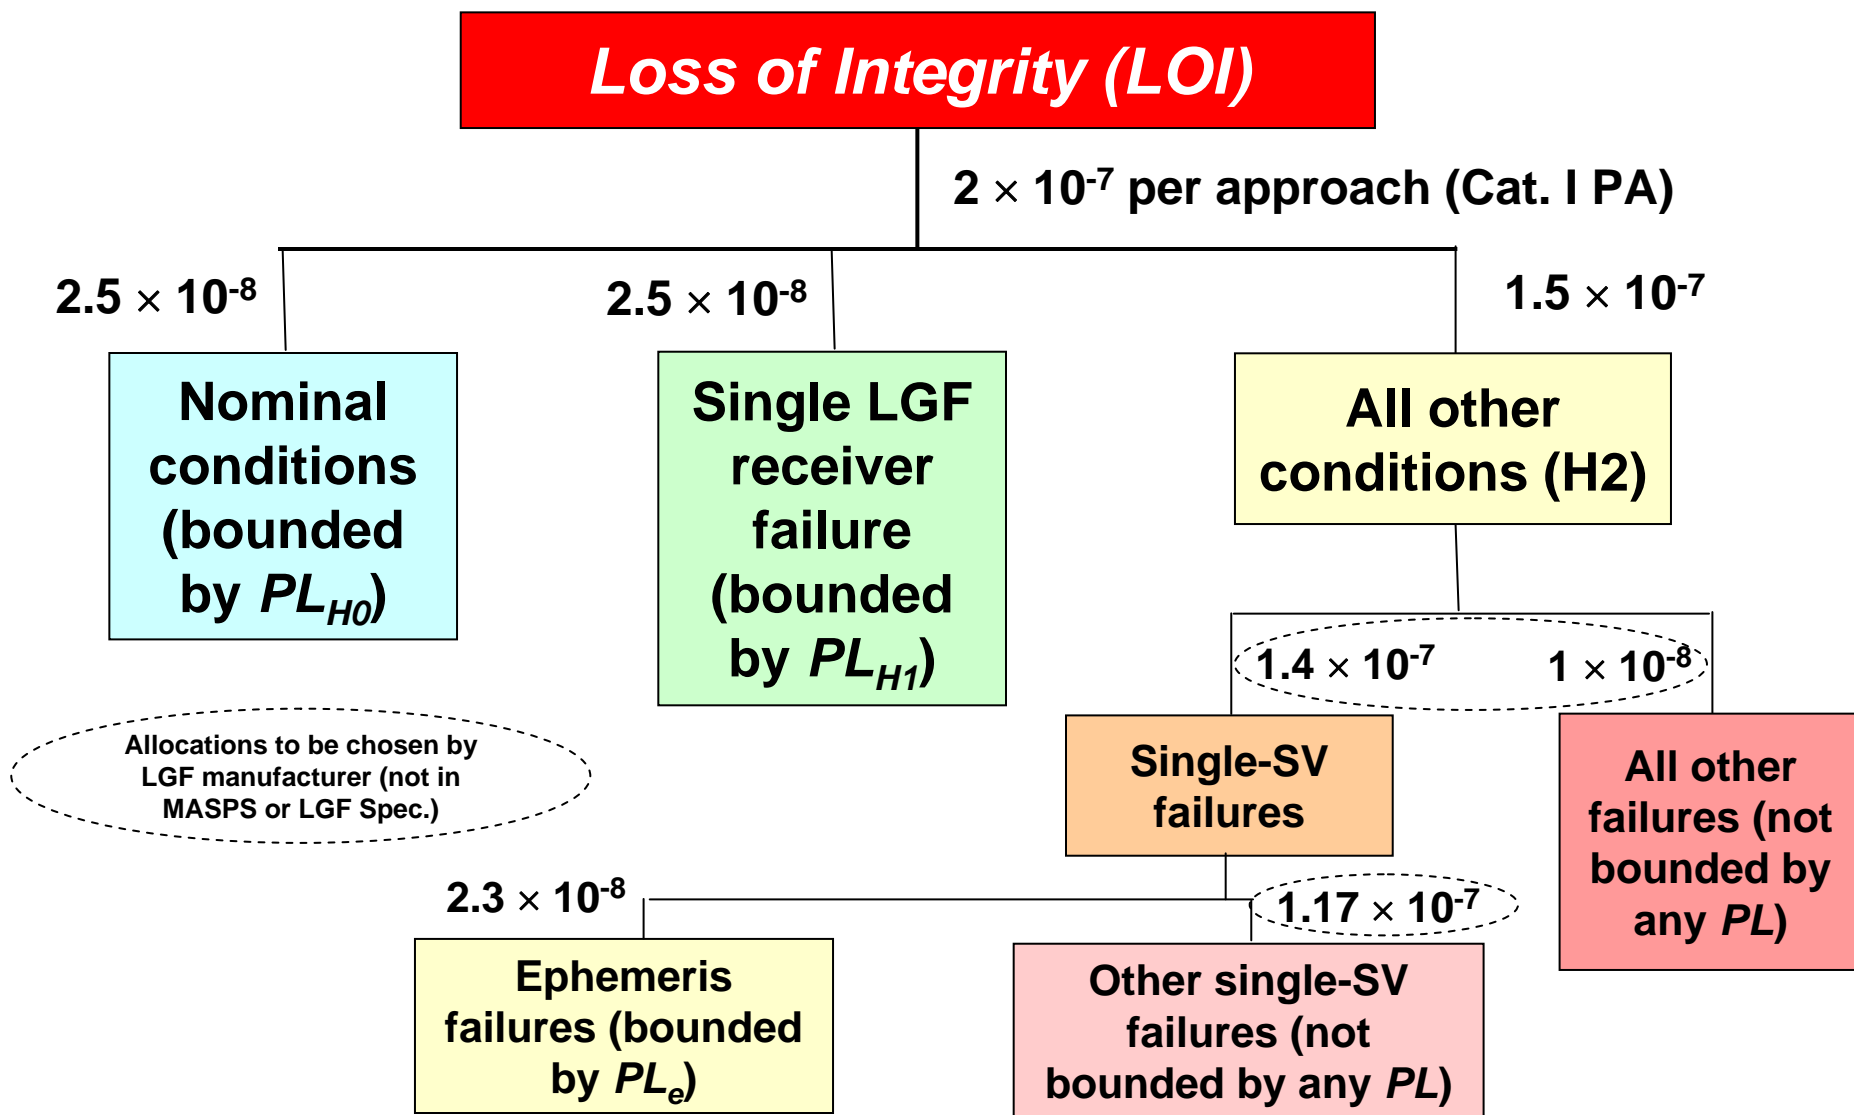 Loss of Integrity (LOI)
2 × 10⁻⁷ per approach (Cat. I PA)
2.5 × 10⁻⁸
2.5 × 10⁻⁸
1.5 × 10⁻⁷
Nominal
conditions
(bounded
by PL_H0)
Single LGF
receiver
failure
(bounded
by PL_H1)
All other
conditions (H2)
1.4 × 10⁻⁷
1 × 10⁻⁸
Allocations to be chosen by
LGF manufacturer (not in
MASPS or LGF Spec.)
Single-SV
failures
All other
failures (not
bounded by
any PL)
2.3 × 10⁻⁸
1.17 × 10⁻⁷
Ephemeris
failures (bounded
by PL_e)
Other single-SV
failures (not
bounded by any PL)